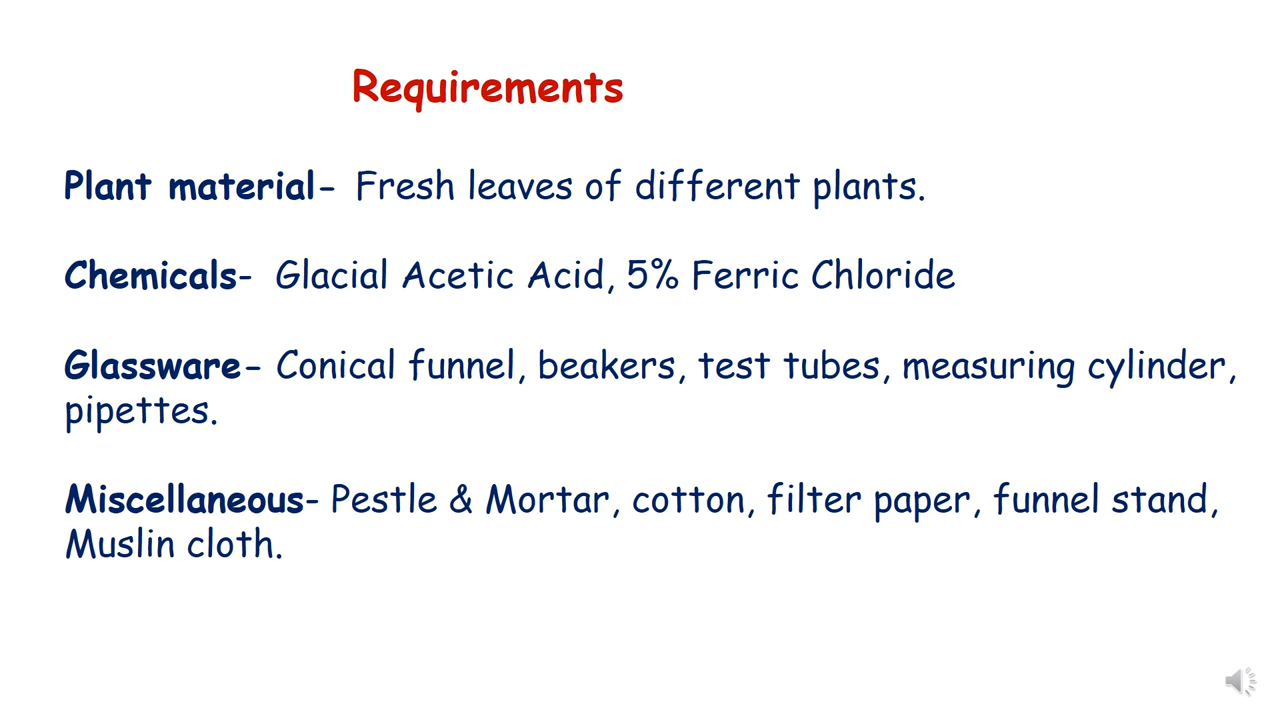 Requirements
Plant material- Fresh leaves of different plants.
Chemicals- Glacial Acetic Acid, 5% Ferric Chloride
Glassware- Conical funnel, beakers, test tubes, measuring cylinder,
pipettes.
Miscellaneous- Pestle & Mortar, cotton, filter paper, funnel stand,
Muslin cloth.